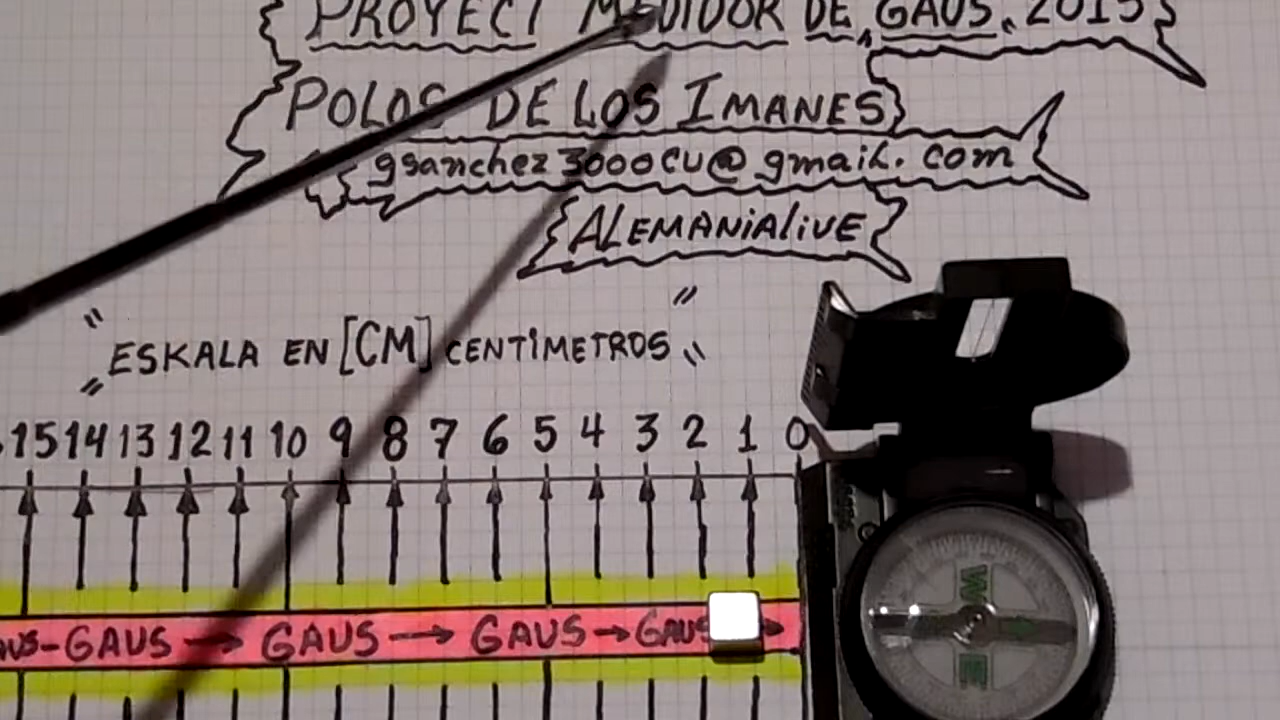 PROYECT MEDIDOR DE GAUS. 2015
POLOS DE LOS IMANES
gsanchez3000cu@gmail.com
ALEMANIAliVE
"ESKALA EN [CM] CENTIMETROS"
15 14 13 12 11 10 9 8 7 6 5 4 3 2 1 0
GAUS → GAUS → GAUS → GAUS →
W
E